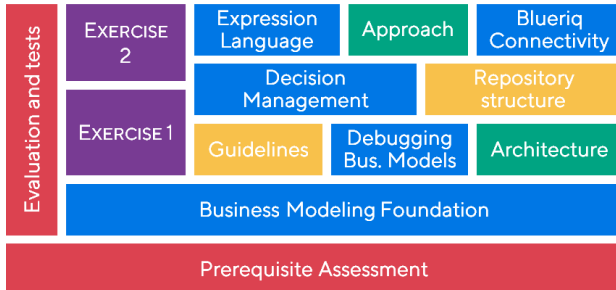 Evaluation and tests
EXERCISE
2
Expression
Language
Approach
Blueriq
Connectivity
Decision
Management
Repository
structure
EXERCISE 1
Guidelines
Debugging
Bus. Models
Architecture
Business Modeling Foundation
Prerequisite Assessment